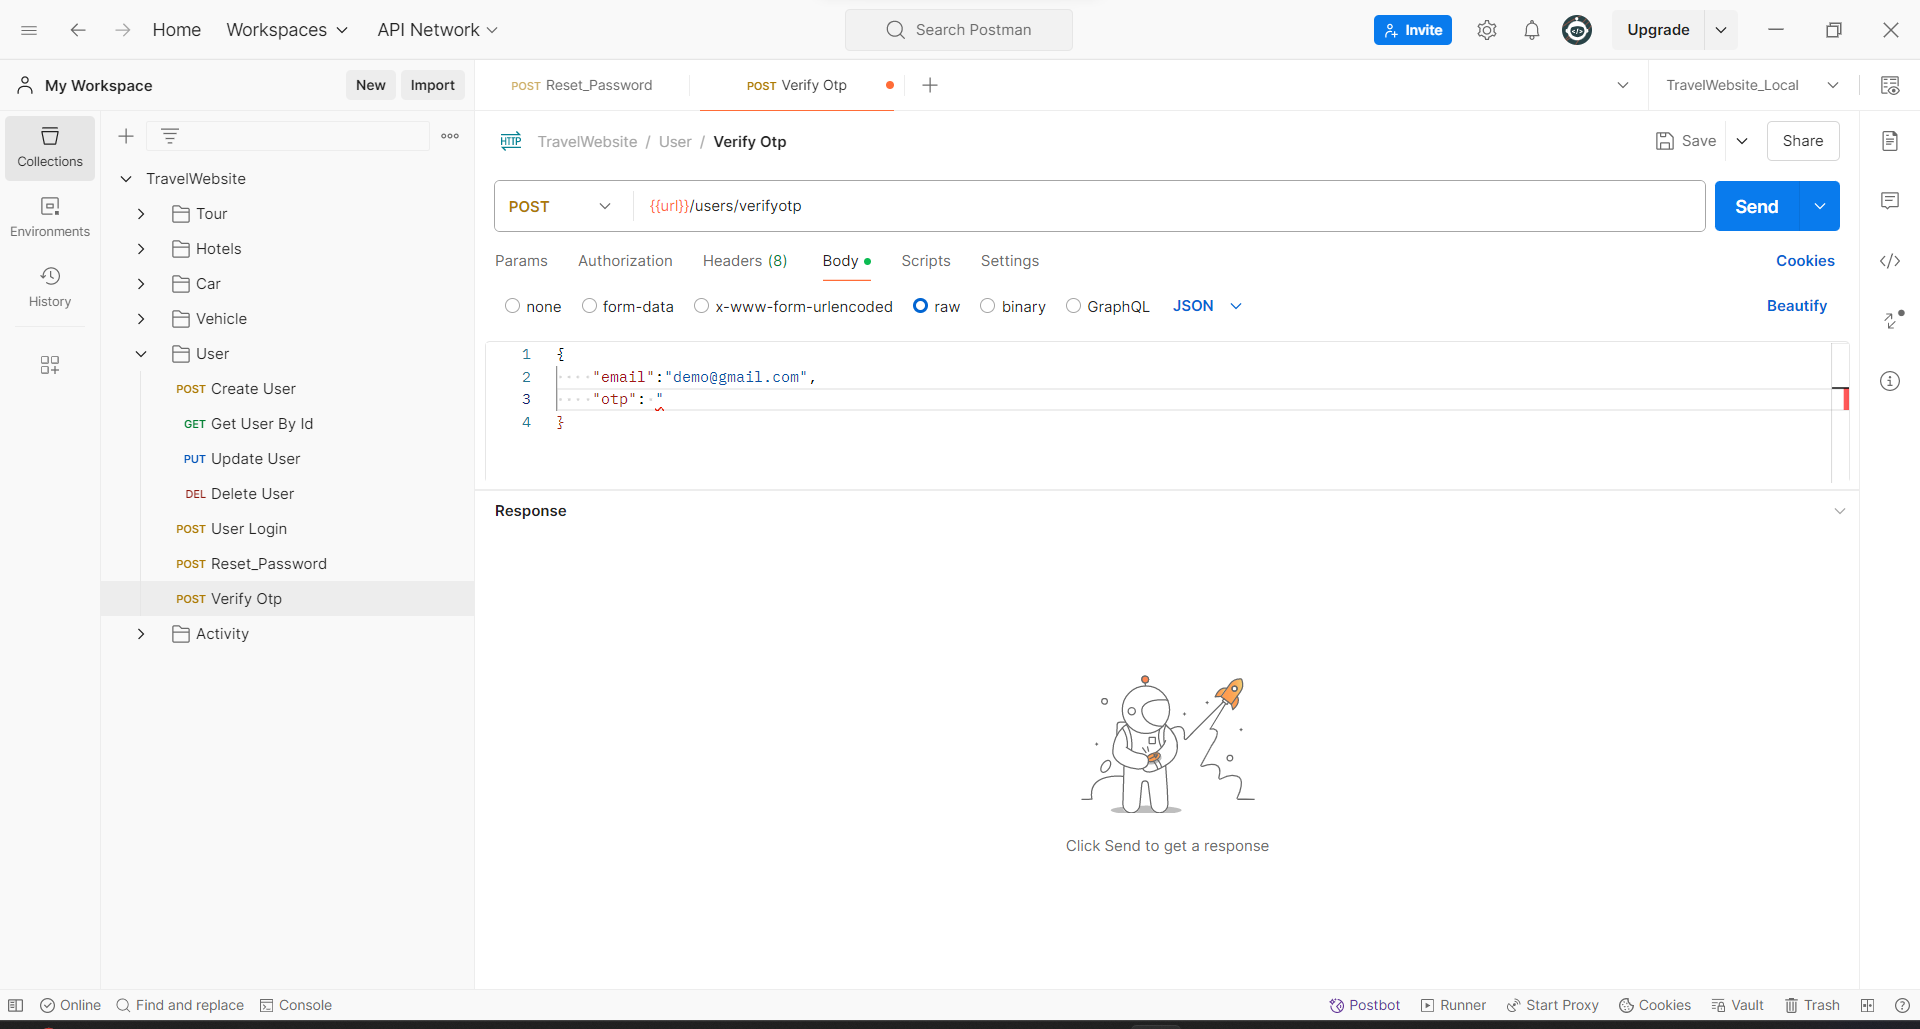 Home Workspaces API Network Search Postman Invite Upgrade
My Workspace New Import POST Reset_Password POST Verify Otp TravelWebsite_Local
HTTP TravelWebsite / User / Verify Otp Save Share
Collections
Environments
History
TravelWebsite
Tour
Hotels
Car
Vehicle
User
POST Create User
GET Get User By Id
PUT Update User
DEL Delete User
POST User Login
POST Reset_Password
POST Verify Otp
Activity
POST {{url}}/users/verifyotp Send
Params Authorization Headers (8) Body Scripts Settings Cookies
none form-data x-www-form-urlencoded raw binary GraphQL JSON Beautify
1 {
2 "email":"demo@gmail.com",
3 "otp": "
4 }
Response
Click Send to get a response
Online Find and replace Console Postbot Runner Start Proxy Cookies Vault Trash